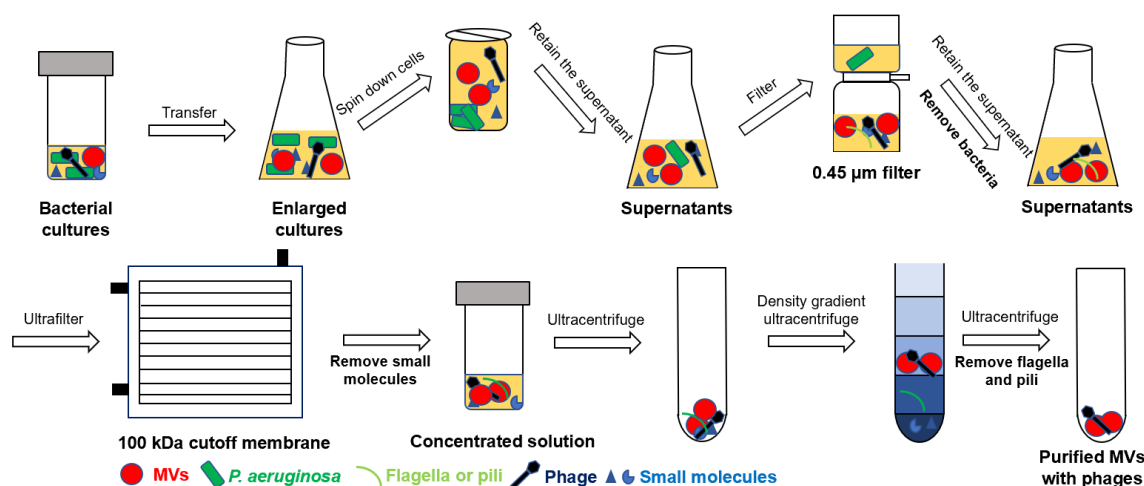 Transfer
Spin down cells
Retain the supernatant
Filter
Retain the supernatant
Remove bacteria
0.45 µm filter
Bacterial
cultures
Enlarged
cultures
Supernatants
Supernatants
Ultrafilter
Remove small
molecules
Ultracentrifuge
Density gradient
ultracentrifuge
Ultracentrifuge
Remove flagella
and pili
100 kDa cutoff membrane
Concentrated solution
Purified MVs
with phages
MVs
P. aeruginosa
Flagella or pili
Phage
Small molecules